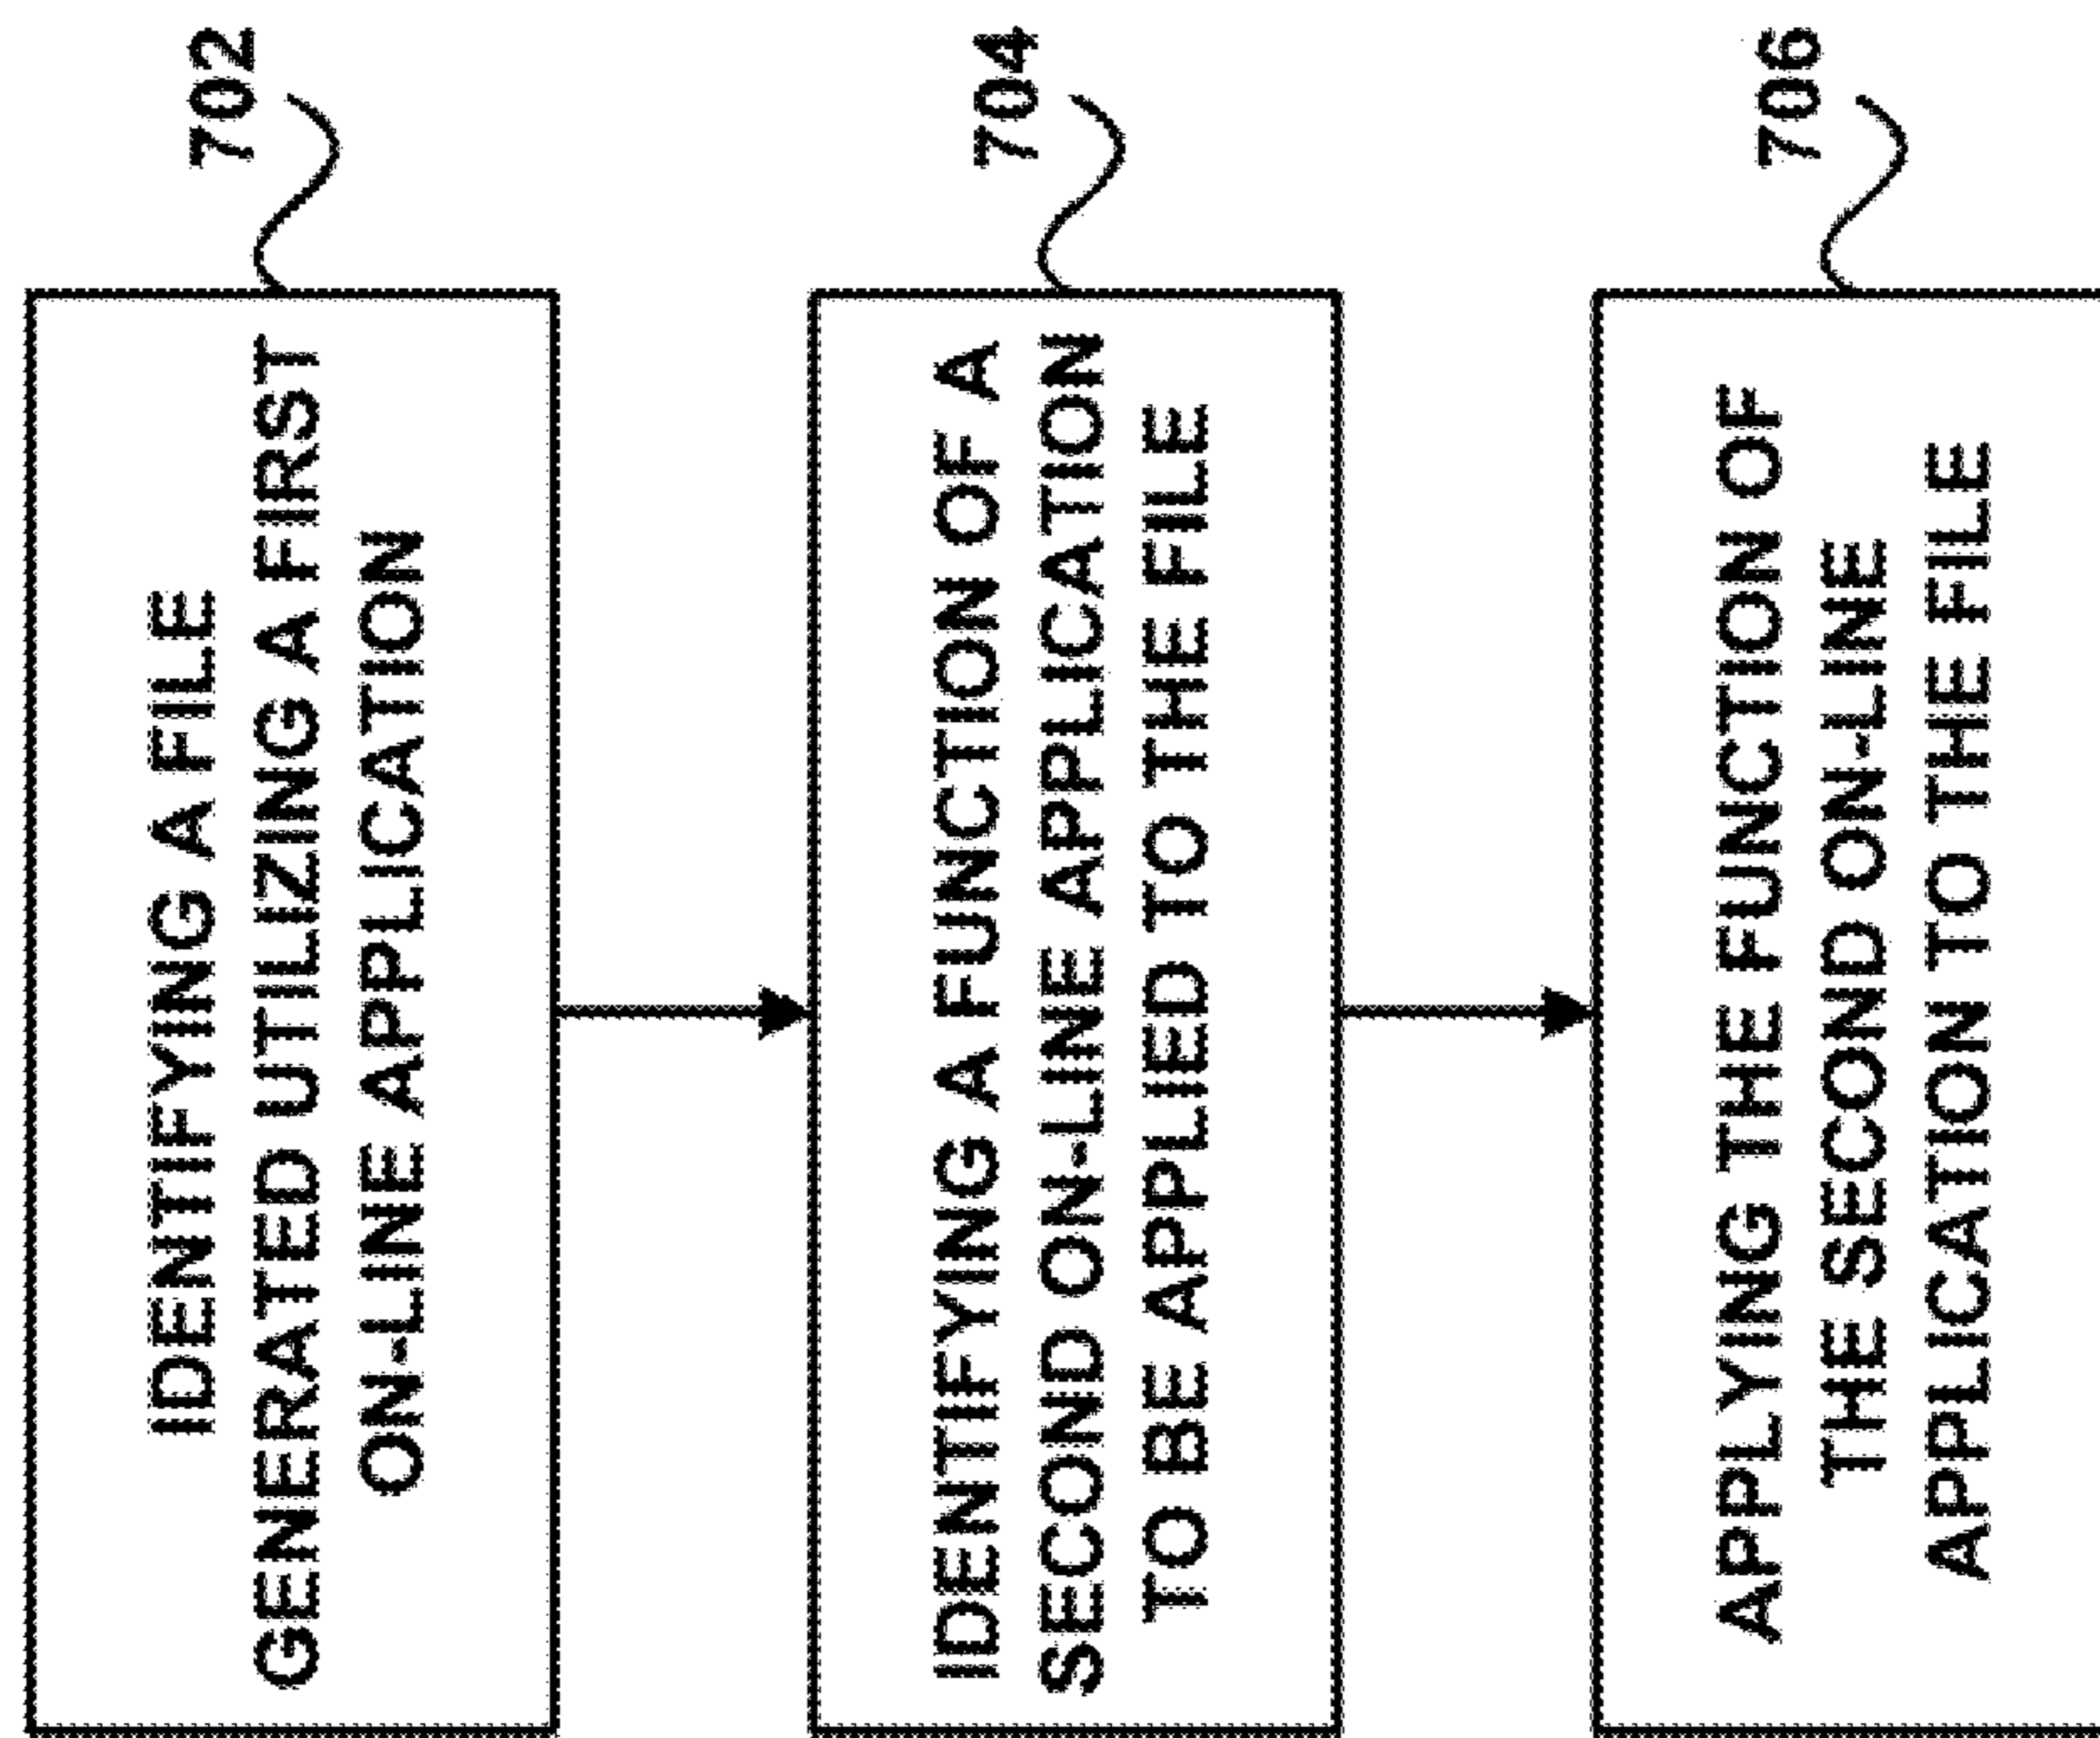 702
IDENTIFYING A FILE
GENERATED UTILIZING A FIRST
ON-LINE APPLICATION
704
IDENTIFYING A FUNCTION OF A
SECOND ON-LINE APPLICATION
TO BE APPLIED TO THE FILE
706
APPLYING THE FUNCTION OF
THE SECOND ON-LINE
APPLICATION TO THE FILE